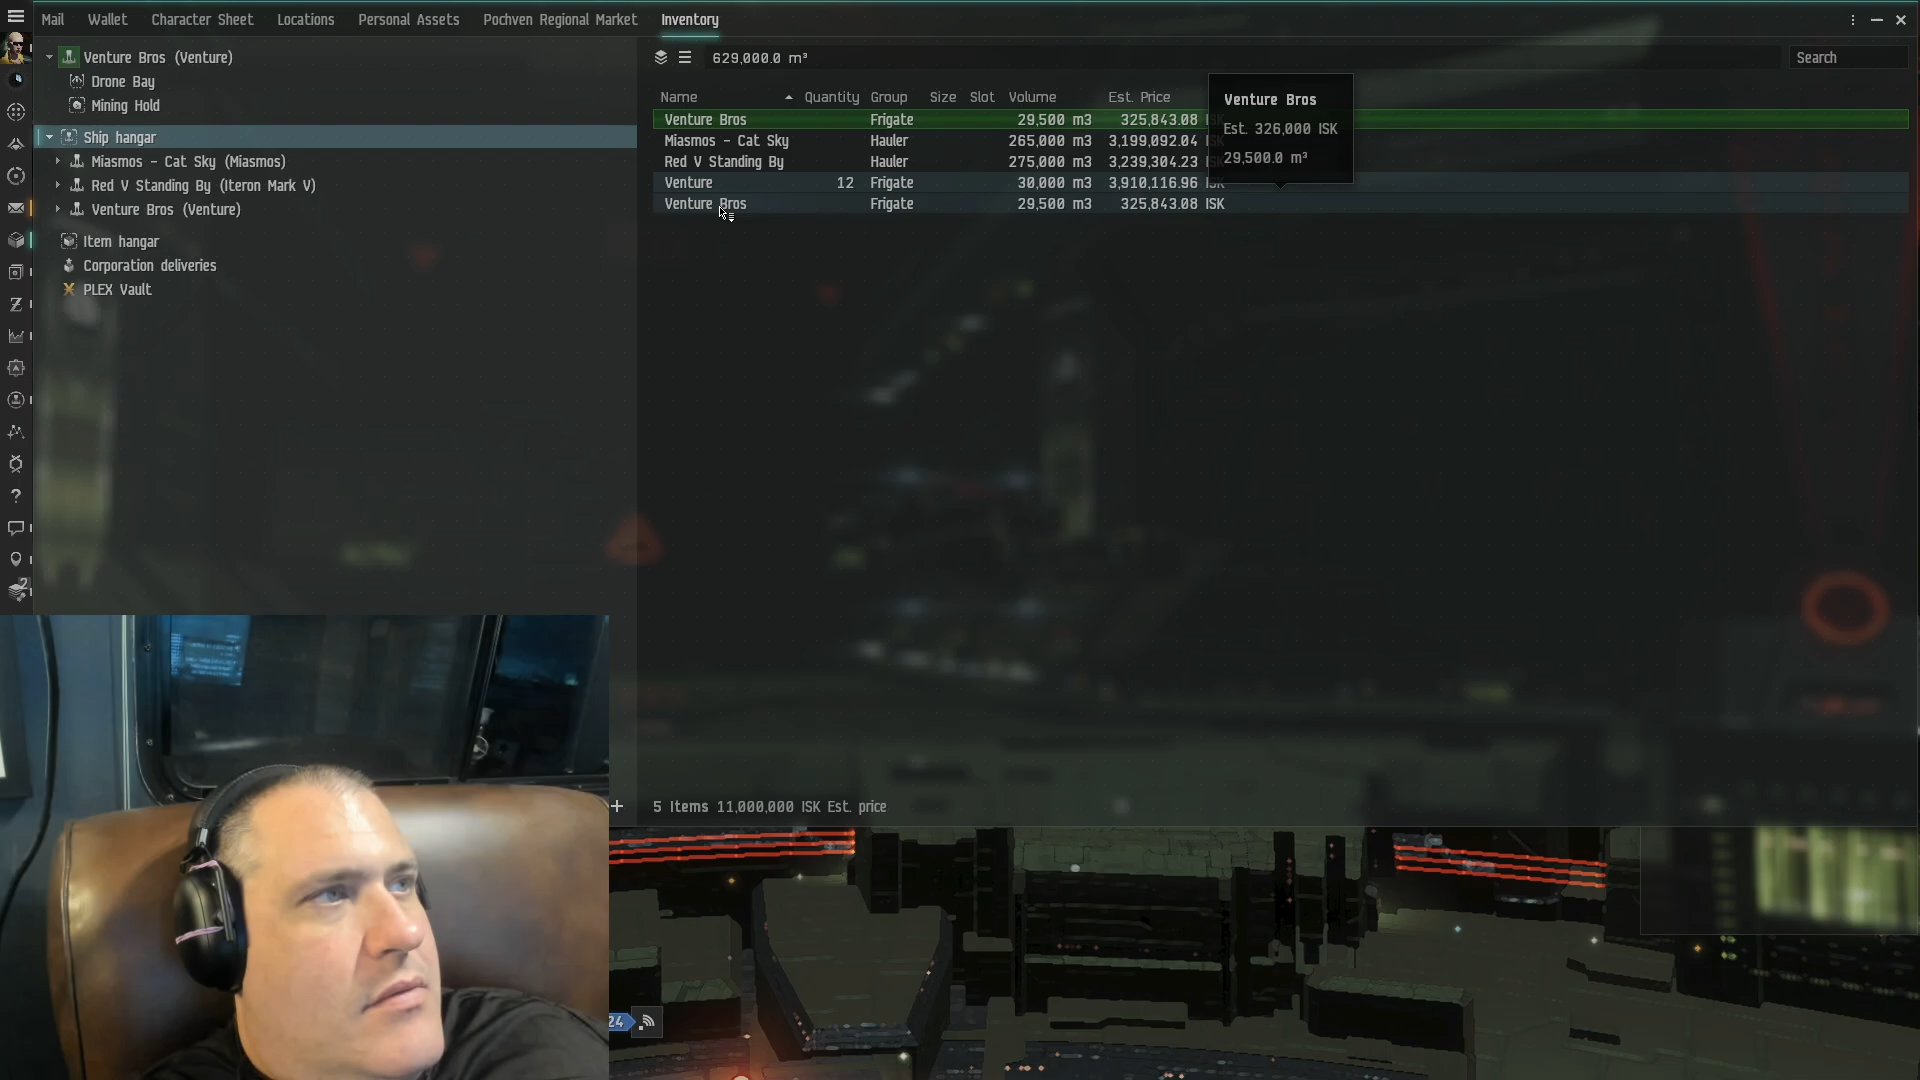 Mail Wallet Character Sheet Locations Personal Assets Pochven Regional Market Inventory
Venture Bros (Venture)
Drone Bay
Mining Hold
Ship hangar
Miasmos - Cat Sky (Miasmos)
Red V Standing By (Iteron Mark V)
Venture Bros (Venture)
Item hangar
Corporation deliveries
PLEX Vault
629,000.0 m³
Search
Name Quantity Group Size Slot Volume Est. Price
Venture Bros Frigate 29,500 m3 325,843.08 ISK
Miasmos - Cat Sky Hauler 265,000 m3 3,199,092.04 ISK
Red V Standing By Hauler 275,000 m3 3,239,304.23 ISK
Venture 12 Frigate 30,000 m3 3,910,116.96 ISK
Venture Bros Frigate 29,500 m3 325,843.08 ISK
Venture Bros
Est. 326,000 ISK
29,500.0 m³
2
5 Items 11,000,000 ISK Est. price
24